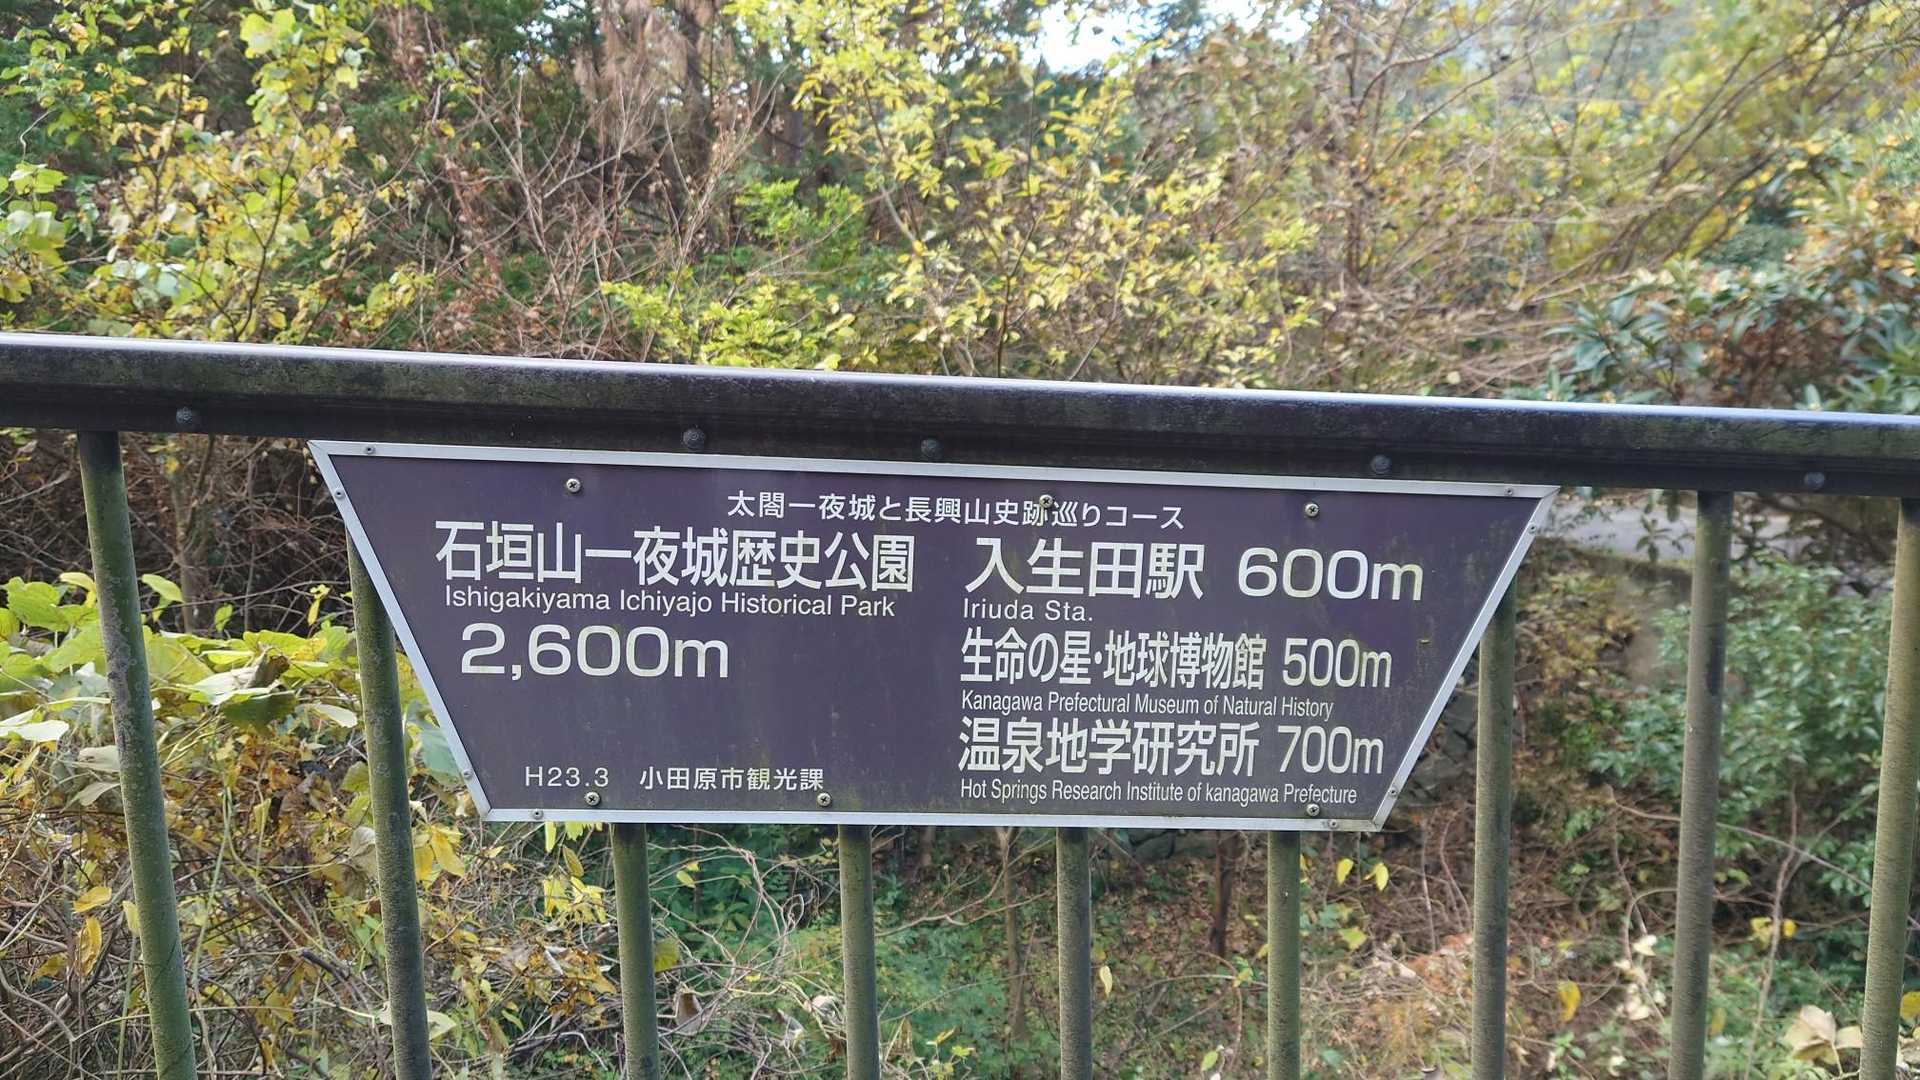 太閤一夜城と長興山史跡巡りコース
石垣山一夜城歴史公園
Ishigakiyama Ichiyajo Historical Park
2,600m
入生田駅 600m
Iriuda Sta.
生命の星・地球博物館 500m
Kanagawa Prefectural Museum of Natural History
温泉地学研究所 700m
Hot Springs Research Institute of kanagawa Prefecture
H23.3 小田原市観光課